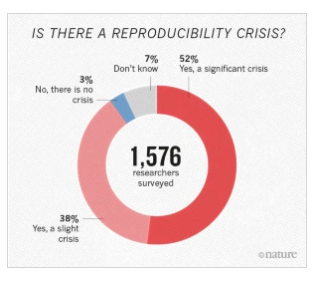 IS THERE A REPRODUCIBILITY CRISIS?
7%
Don't know
52%
Yes, a significant crisis
3%
No, there is no
crisis
1,576
researchers
surveyed
38%
Yes, a slight
crisis
©nature